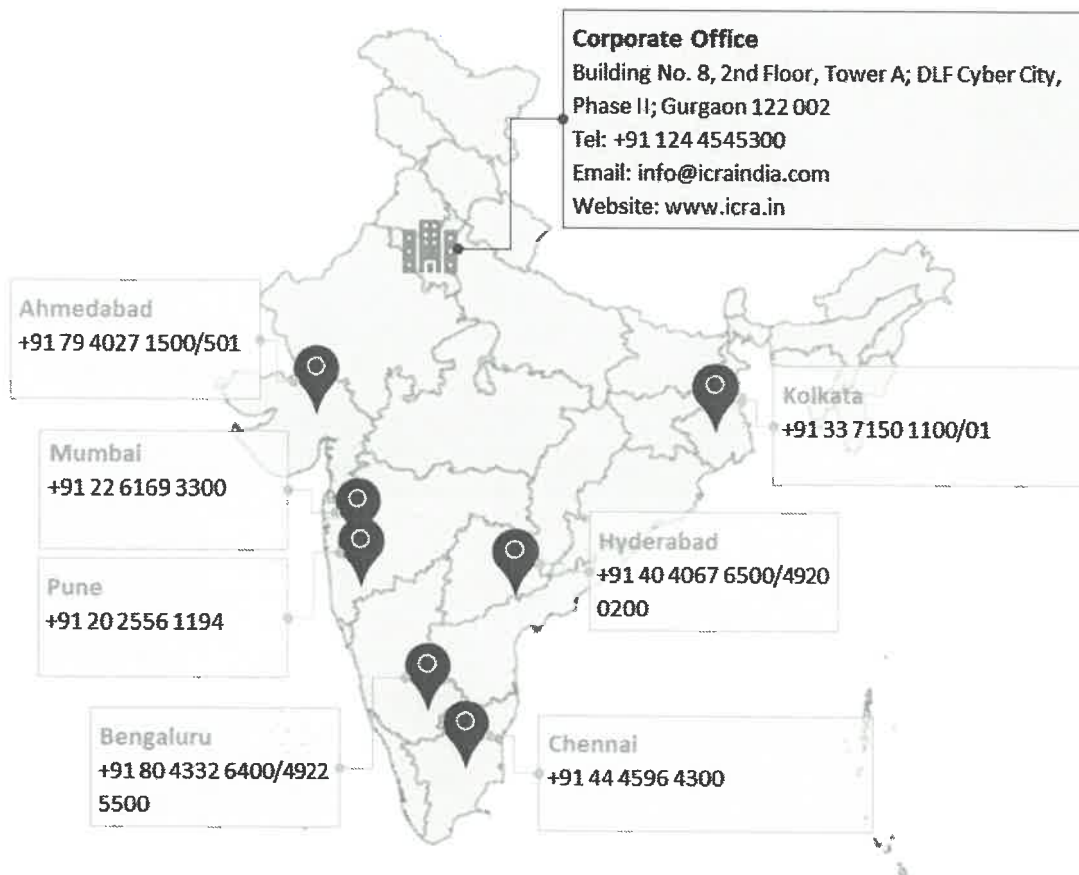 Corporate Office
Building No. 8, 2nd Floor, Tower A; DLF Cyber City,
Phase II; Gurgaon 122 002
Tel: +91 124 4545300
Email: info@icraindia.com
Website: www.icra.in
Ahmedabad
+91 79 4027 1500/501
Kolkata
+91 33 7150 1100/01
Mumbai
+91 22 6169 3300
Hyderabad
+91 40 4067 6500/4920
0200
Pune
+91 20 2556 1194
Bengaluru
+91 80 4332 6400/4922
5500
Chennai
+91 44 4596 4300